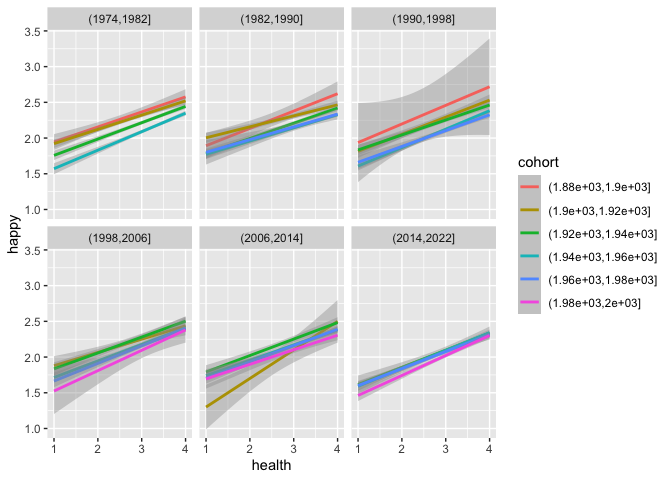 (1974,1982]
(1982,1990]
(1990,1998]
3.5
3.0
2.5
2.0
1.5
1.0
happy
(1998,2006]
(2006,2014]
(2014,2022]
3.5
3.0
2.5
2.0
1.5
1.0
1 2 3 4
1 2 3 4
1 2 3 4
health
cohort
(1.88e+03,1.9e+03]
(1.9e+03,1.92e+03]
(1.92e+03,1.94e+03]
(1.94e+03,1.96e+03]
(1.96e+03,1.98e+03]
(1.98e+03,2e+03]